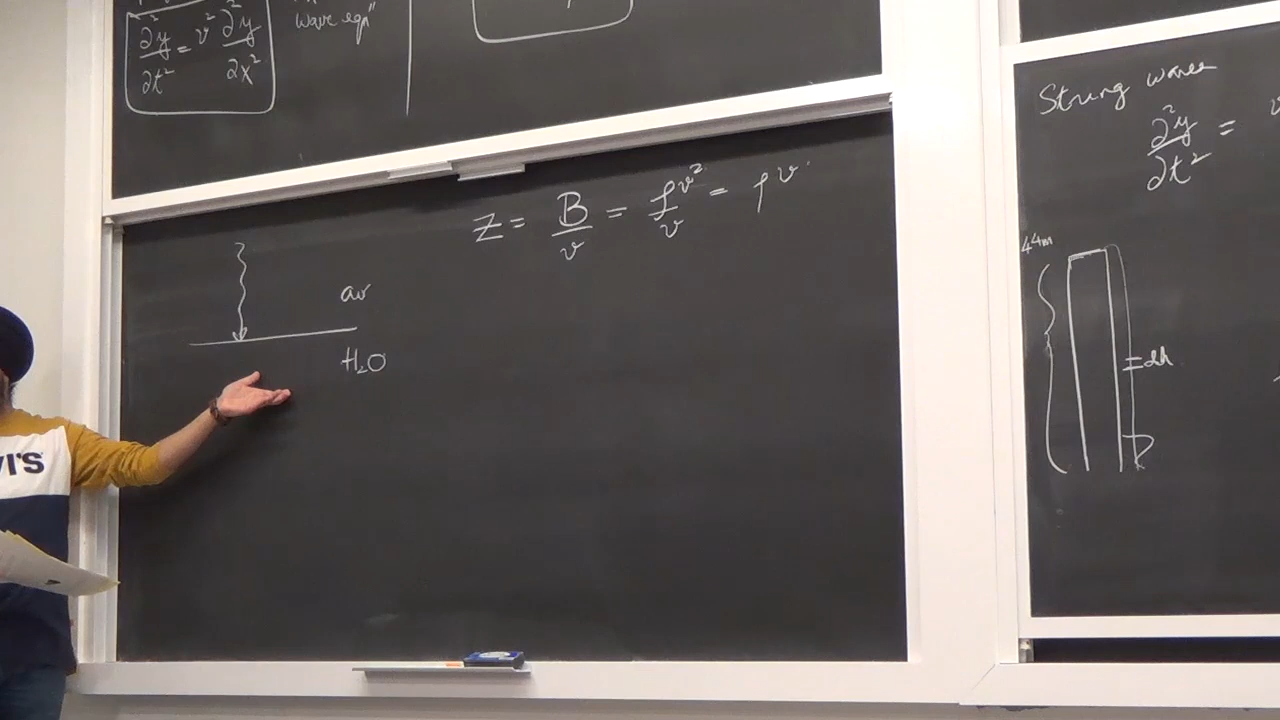 ∂²y/∂t² = v² ∂²y/∂x²
wave eqn"
Z = B/v = ρv²/v = ρv
air
H₂O
String waves
∂²y/∂t² =
44m
dh
VI'S